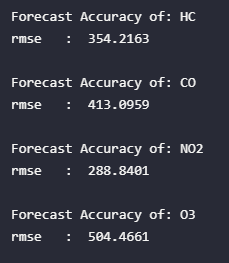 Forecast Accuracy of: HC
rmse   :  354.2163
Forecast Accuracy of: CO
rmse   :  413.0959
Forecast Accuracy of: NO2
rmse   :  288.8401
Forecast Accuracy of: O3
rmse   :  504.4661